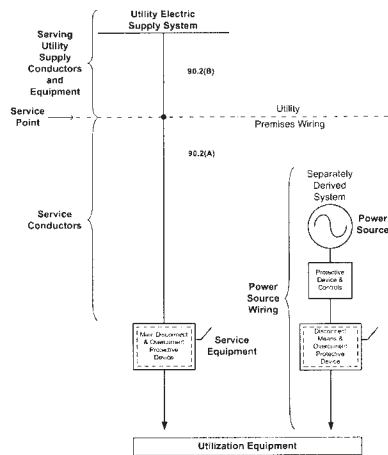 Utility Electric
Supply System
Serving
Utility
Supply
Conductors
and
Equipment
90.2(B)
Service
Point
Utility
Premises Wiring
90.2(A)
Separately
Derived
System
Power
Source
Service
Conductors
Protective
Device &
Controls
Power
Source
Wiring
Main Disconnect
& Overcurrent
Protective
Device
Service
Equipment
Disconnect
Means &
Overcurrent
Protective
Device
Utilization Equipment